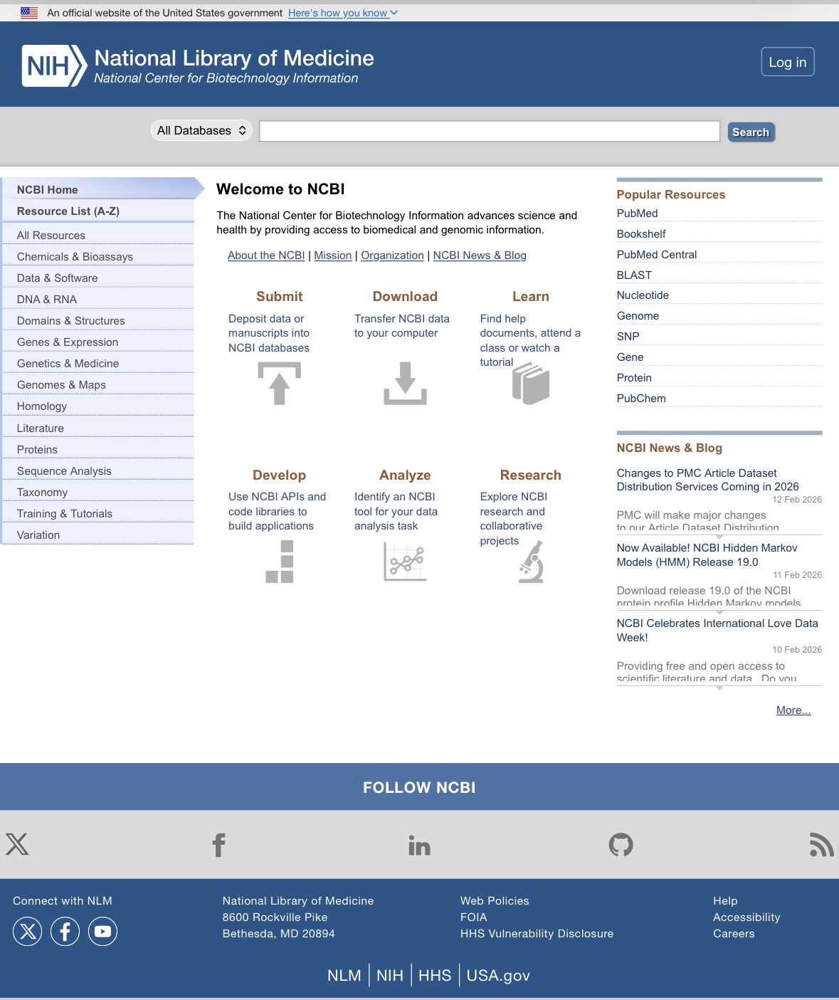 An official website of the United States government Here's how you know
NIH National Library of Medicine
National Center for Biotechnology Information
Log in
All Databases
Search
NCBI Home
Resource List (A-Z)
All Resources
Chemicals & Bioassays
Data & Software
DNA & RNA
Domains & Structures
Genes & Expression
Genetics & Medicine
Genomes & Maps
Homology
Literature
Proteins
Sequence Analysis
Taxonomy
Training & Tutorials
Variation
Welcome to NCBI
The National Center for Biotechnology Information advances science and
health by providing access to biomedical and genomic information.
About the NCBI | Mission | Organization | NCBI News & Blog
Submit
Deposit data or
manuscripts into
NCBI databases
Download
Transfer NCBI data
to your computer
Learn
Find help
documents, attend a
class or watch a
tutorial
Develop
Use NCBI APIs and
code libraries to
build applications
Analyze
Identify an NCBI
tool for your data
analysis task
Research
Explore NCBI
research and
collaborative
projects
Popular Resources
PubMed
Bookshelf
PubMed Central
BLAST
Nucleotide
Genome
SNP
Gene
Protein
PubChem
NCBI News & Blog
Changes to PMC Article Dataset
Distribution Services Coming in 2026
12 Feb 2026
PMC will make major changes
to our Article Dataset Distribution
Now Available! NCBI Hidden Markov
Models (HMM) Release 19.0
11 Feb 2026
Download release 19.0 of the NCBI
protein profile Hidden Markov models
NCBI Celebrates International Love Data
Week!
10 Feb 2026
Providing free and open access to
scientific literature and data. Do you
More...
FOLLOW NCBI
Connect with NLM
National Library of Medicine
8600 Rockville Pike
Bethesda, MD 20894
Web Policies
FOIA
HHS Vulnerability Disclosure
Help
Accessibility
Careers
NLM | NIH | HHS | USA.gov